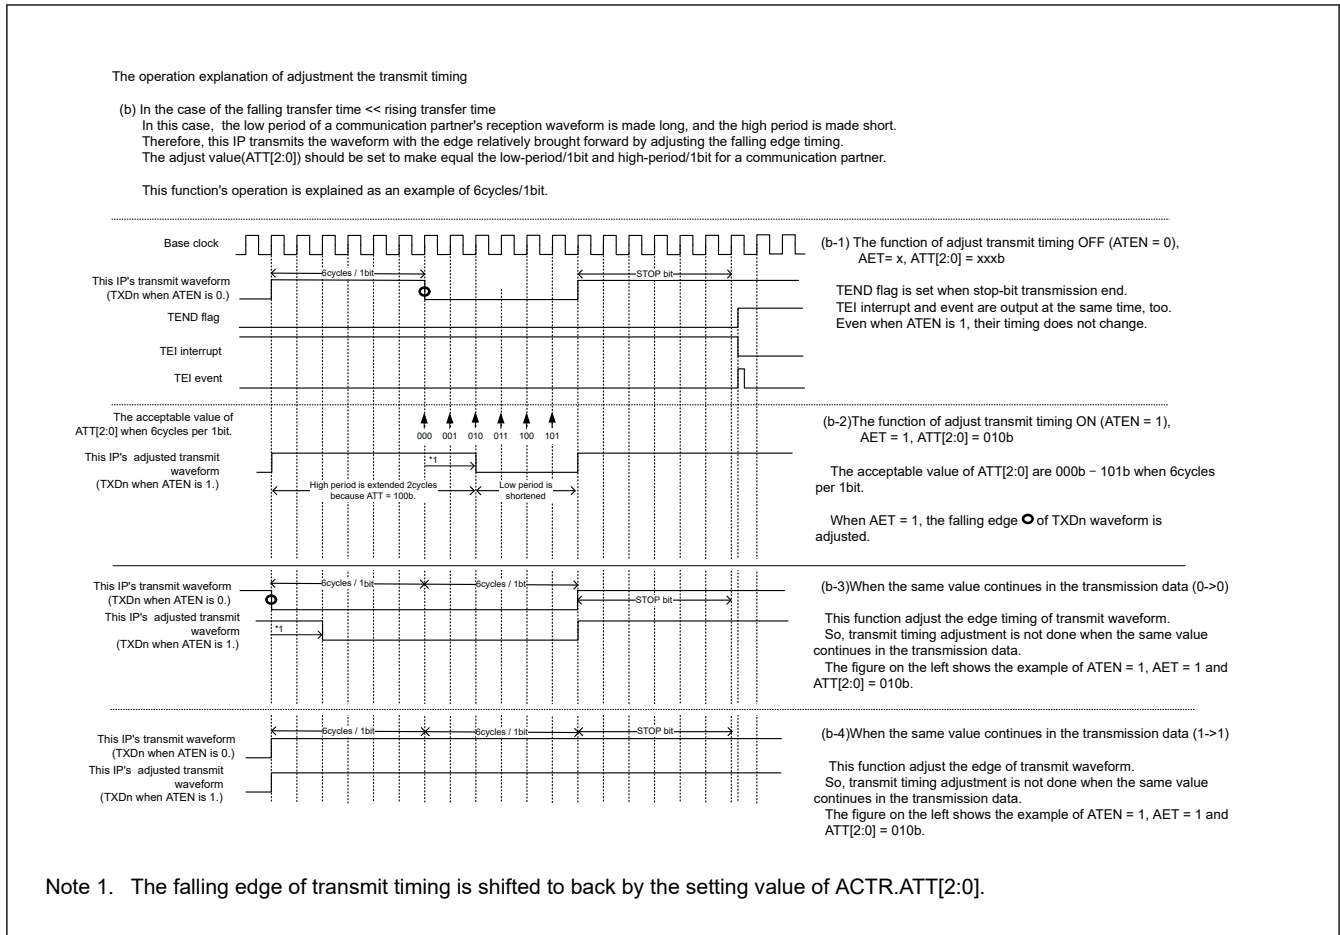 The operation explanation of adjustment the transmit timing
(b) In the case of the falling transfer time << rising transfer time
In this case, the low period of a communication partner's reception waveform is made long, and the high period is made short.
Therefore, this IP transmits the waveform with the edge relatively brought forward by adjusting the falling edge timing.
The adjust value(ATT[2:0]) should be set to make equal the low-period/1bit and high-period/1bit for a communication partner.
This function's operation is explained as an example of 6cycles/1bit.
Base clock
This IP's transmit waveform
(TXDn when ATEN is 0.)
6cycles / 1bit
STOP bit
TEND flag
TEI interrupt
TEI event
(b-1) The function of adjust transmit timing OFF (ATEN = 0),
AET= x, ATT[2:0] = xxxb
TEND flag is set when stop-bit transmission end.
TEI interrupt and event are output at the same time, too.
Even when ATEN is 1, their timing does not change.
The acceptable value of
ATT[2:0] when 6cycles per 1bit.
000 001 010 011 100 101
This IP's adjusted transmit
waveform
(TXDn when ATEN is 1.)
*1
High period is extended 2cycles
because ATT = 100b.
Low period is
shortened
(b-2)The function of adjust transmit timing ON (ATEN = 1),
AET = 1, ATT[2:0] = 010b
The acceptable value of ATT[2:0] are 000b − 101b when 6cycles
per 1bit.
When AET = 1, the falling edge O of TXDn waveform is
adjusted.
This IP's transmit waveform
(TXDn when ATEN is 0.)
6cycles / 1bit
6cycles / 1bt
STOP bit
This IP's adjusted transmit
waveform
(TXDn when ATEN is 1.)
*1
(b-3)When the same value continues in the transmission data (0->0)
This function adjust the edge timing of transmit waveform.
So, transmit timing adjustment is not done when the same value
continues in the transmission data.
The figure on the left shows the example of ATEN = 1, AET = 1 and
ATT[2:0] = 010b.
This IP's transmit waveform
(TXDn when ATEN is 0.)
6cycles / 1bit
6cycles / 1bit
STOP bit
This IP's adjusted transmit
waveform
(TXDn when ATEN is 1.)
(b-4)When the same value continues in the transmission data (1->1)
This function adjust the edge of transmit waveform.
So, transmit timing adjustment is not done when the same value
continues in the transmission data.
The figure on the left shows the example of ATEN = 1, AET = 1 and
ATT[2:0] = 010b.
Note 1. The falling edge of transmit timing is shifted to back by the setting value of ACTR.ATT[2:0].